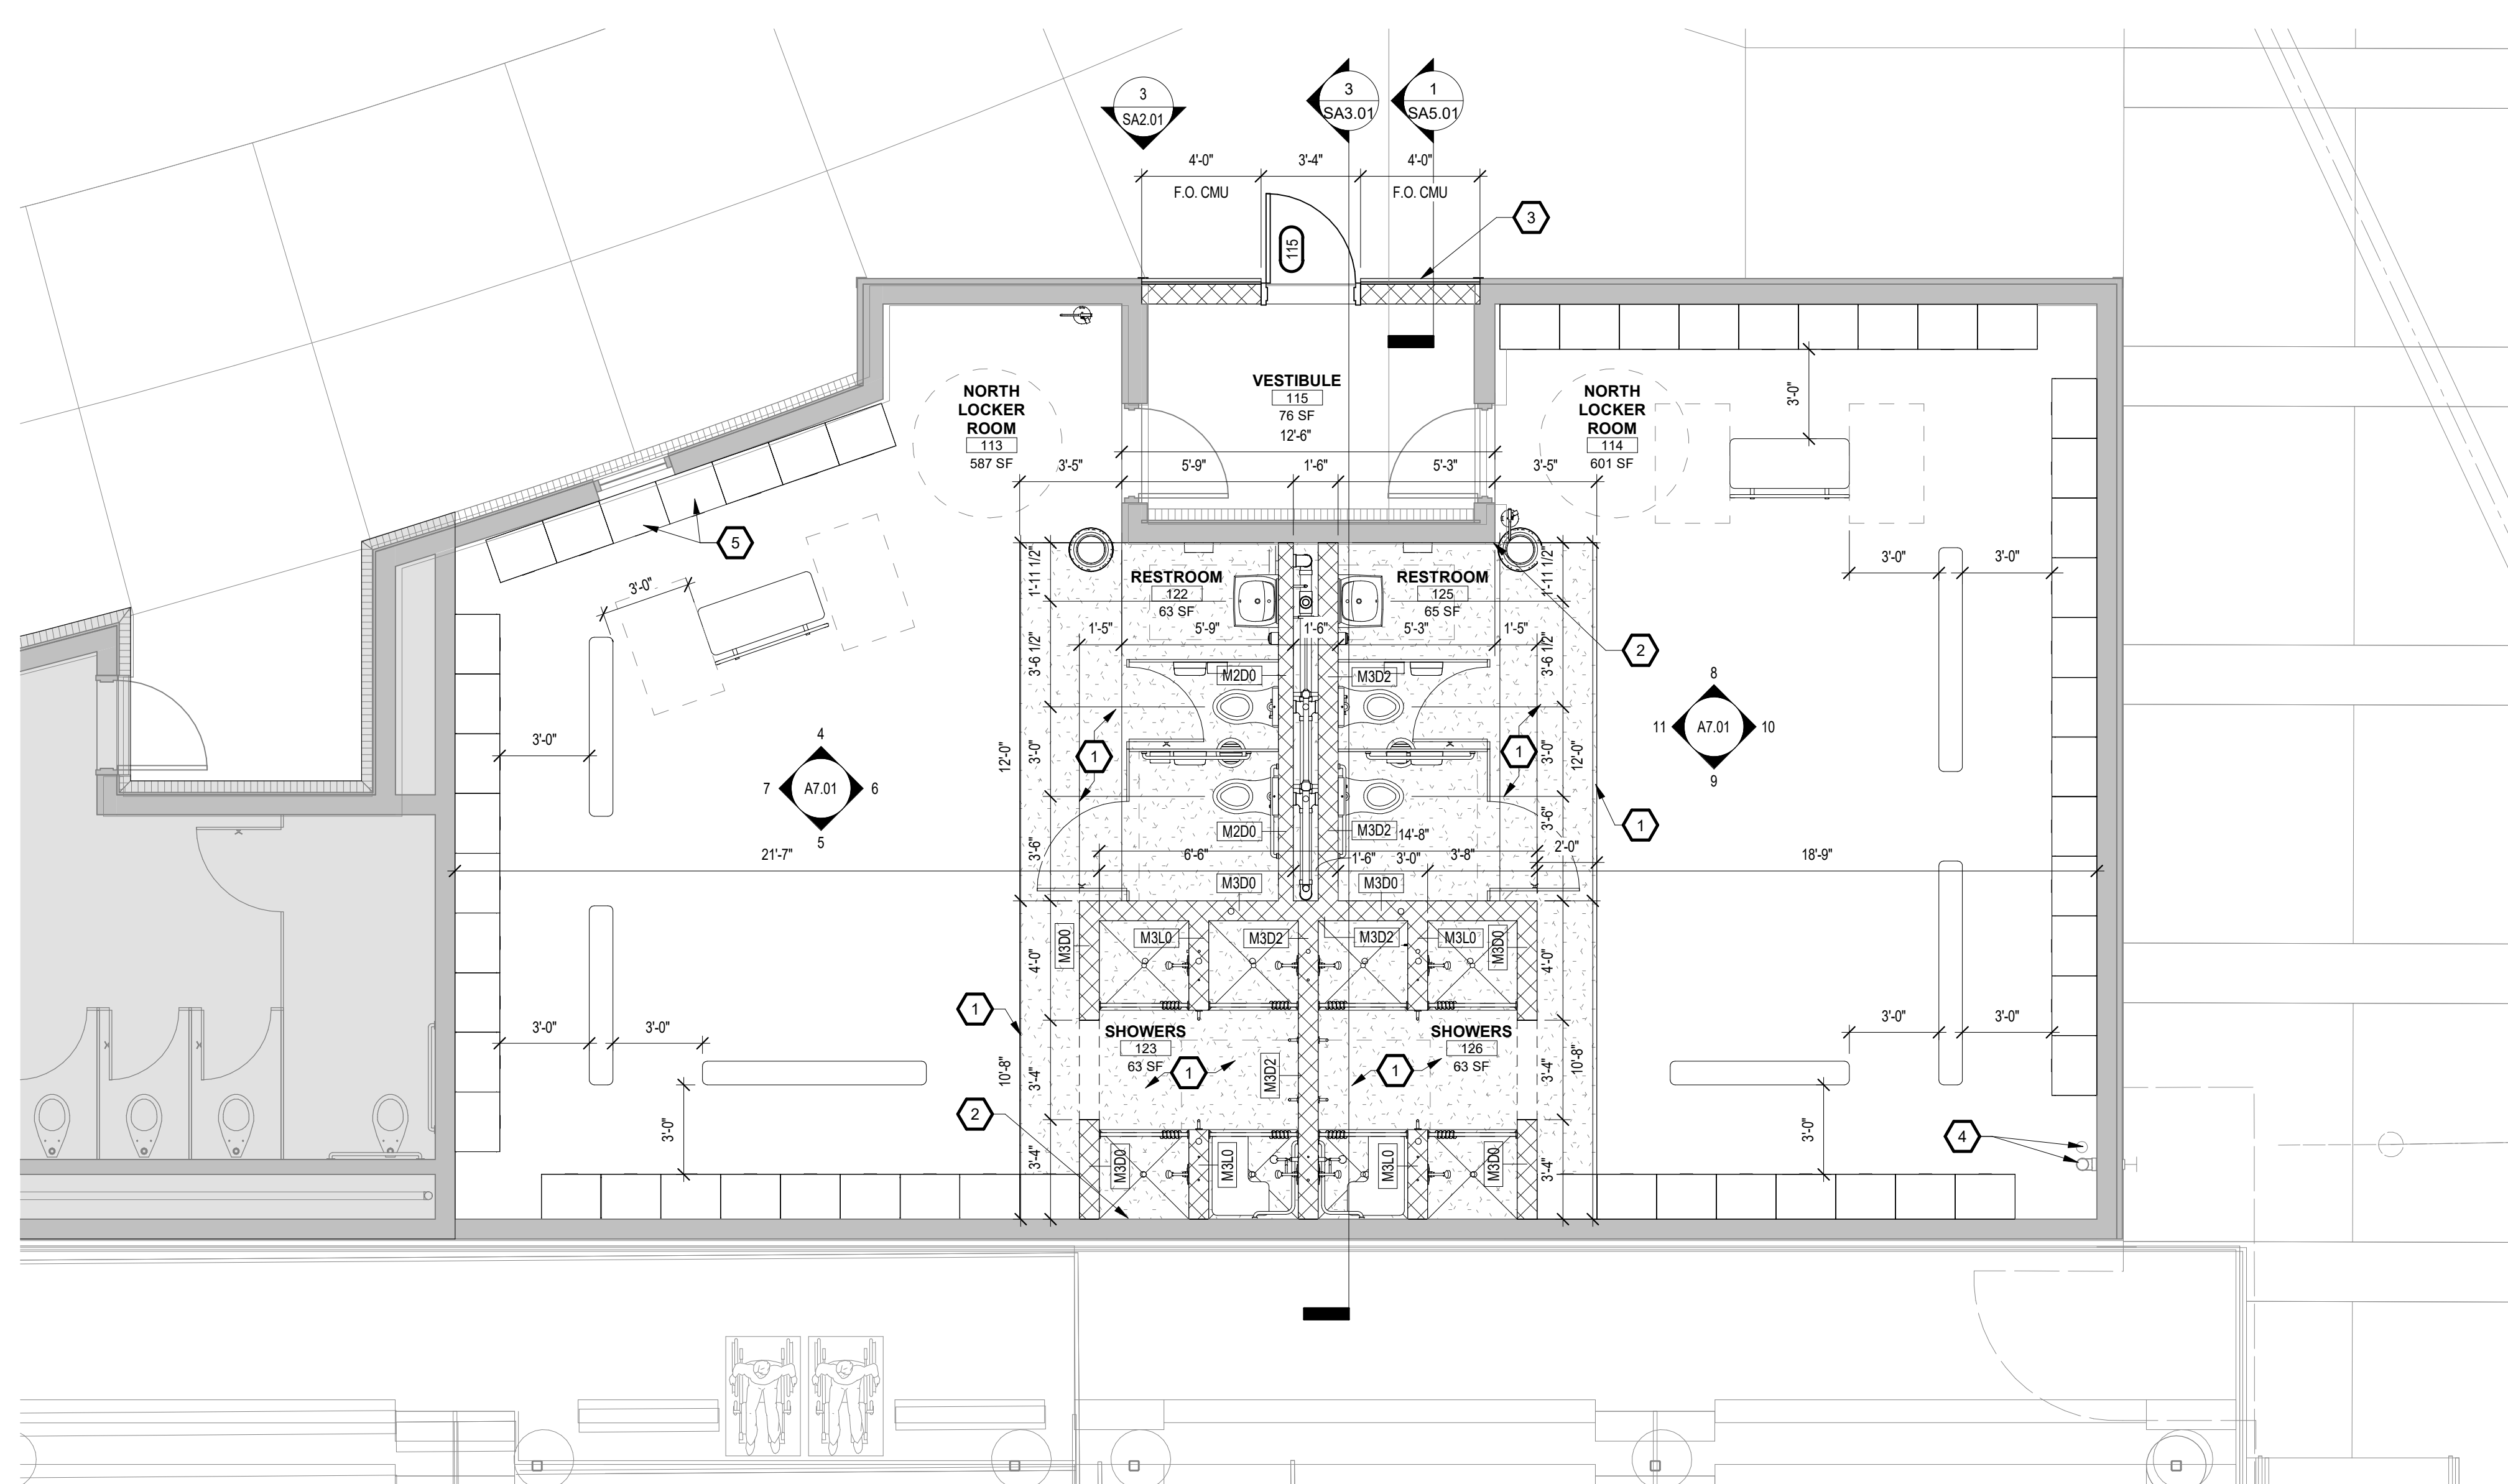 3
SA2.01
3
SA3.01
1
SA5.01
4'-0"
3'-4"
4'-0"
F.O. CMU
F.O. CMU
3
115
NORTH
LOCKER
ROOM
113
587 SF
VESTIBULE
115
76 SF
12'-6"
NORTH
LOCKER
ROOM
114
601 SF
3'-0"
3'-5"
5'-9"
1'-6"
5'-3"
3'-5"
5
3'-0"
1'-11 1/2"
RESTROOM
122
63 SF
RESTROOM
125
65 SF
1'-11 1/2"
3'-0"
3'-0"
1'-5"
5'-9"
1'-6"
5'-3"
1'-5"
2
3'-6 1/2"
3'-6 1/2"
M2D0
M3D2
8
11
A7.01
10
9
3'-0"
4
7
A7.01
6
5
12'-0"
3'-0"
1
1
3'-0"
12'-0"
1
M2D0
M3D2
14'-8"
3'-6"
3'-6"
21'-7"
6'-6"
1'-6"
3'-0"
3'-8"
2'-0"
18'-9"
M3D0
M3D0
M3D0
M3L0
M3D2
M3D2
M3L0
M3D0
4'-0"
4'-0"
1
3'-0"
3'-0"
SHOWERS
123
63 SF
SHOWERS
126
63 SF
3'-0"
3'-0"
10'-8"
3'-4"
1
M3D2
1
3'-4"
10'-8"
2
3'-0"
3'-0"
4
3'-4"
M3D0
M3L0
M3L0
M3D0
3'-4"